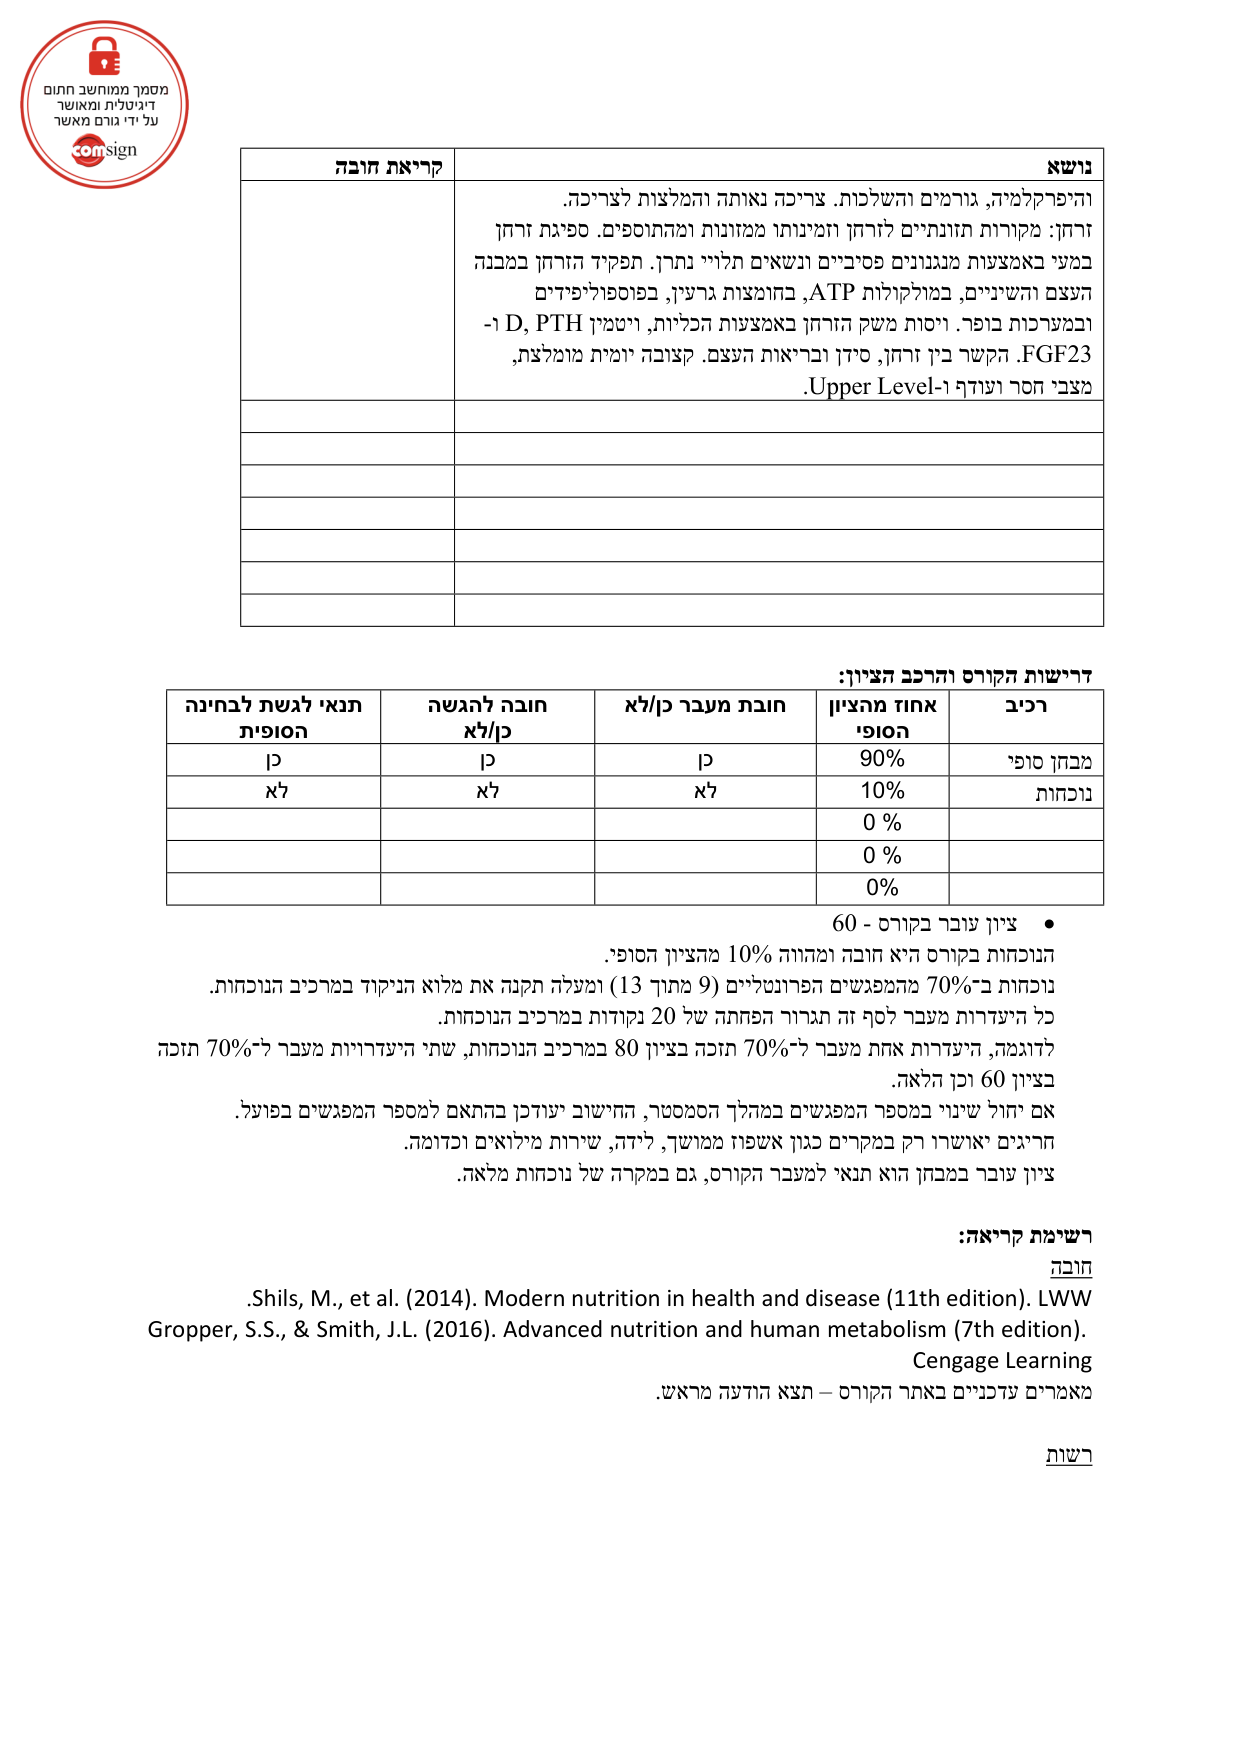 מסמך ממוחשב חתום
דיגיטלית ומאושר
על ידי גורם מאשר
comsign
נושא קריאת חובה
והיפרקלמיה, גורמים והשלכות. צריכה נאותה והמלצות לצריכה.
זרחן: מקורות תזונתיים לזרחן וזמינותו ממזונות ומהתוספים. ספיגת זרחן
במעי באמצעות מנגנונים פסיביים ונשאים תלויי נתרן. תפקיד הזרחן במבנה
העצם והשיניים, במולקולות ATP, בחומצות גרעין, בפוספוליפידים
ובמערכות בופר. ויסות משק הזרחן באמצעות הכליות, ויטמין D, PTH ו-
FGF23. הקשר בין זרחן, סידן ובריאות העצם. קצובה יומית מומלצת,
מצבי חסר ועודף ו-Upper Level.
דרישות הקורס והרכב הציון:
רכיב אחוז מהציון הסופי חובת מעבר כן/לא חובה להגשה כן/לא תנאי לגשת לבחינה הסופית
מבחן סופי 90% כן כן כן
נוכחות 10% לא לא לא
0 %
0 %
0%
• ציון עובר בקורס - 60
הנוכחות בקורס היא חובה ומהווה 10% מהציון הסופי.
נוכחות ב־70% מהמפגשים הפרונטליים (9 מתוך 13) ומעלה תקנה את מלוא הניקוד במרכיב הנוכחות.
כל היעדרות מעבר לסף זה תגרור הפחתה של 20 נקודות במרכיב הנוכחות.
לדוגמה, היעדרות אחת מעבר ל־70% תזכה בציון 80 במרכיב הנוכחות, שתי היעדרויות מעבר ל־70% תזכה
בציון 60 וכן הלאה.
אם יחול שינוי במספר המפגשים במהלך הסמסטר, החישוב יעודכן בהתאם למספר המפגשים בפועל.
חריגים יאושרו רק במקרים כגון אשפוז ממושך, לידה, שירות מילואים וכדומה.
ציון עובר במבחן הוא תנאי למעבר הקורס, גם במקרה של נוכחות מלאה.
רשימת קריאה:
חובה
.Shils, M., et al. (2014). Modern nutrition in health and disease (11th edition). LWW
Gropper, S.S., & Smith, J.L. (2016). Advanced nutrition and human metabolism (7th edition).
Cengage Learning
מאמרים עדכניים באתר הקורס – תצא הודעה מראש.
רשות